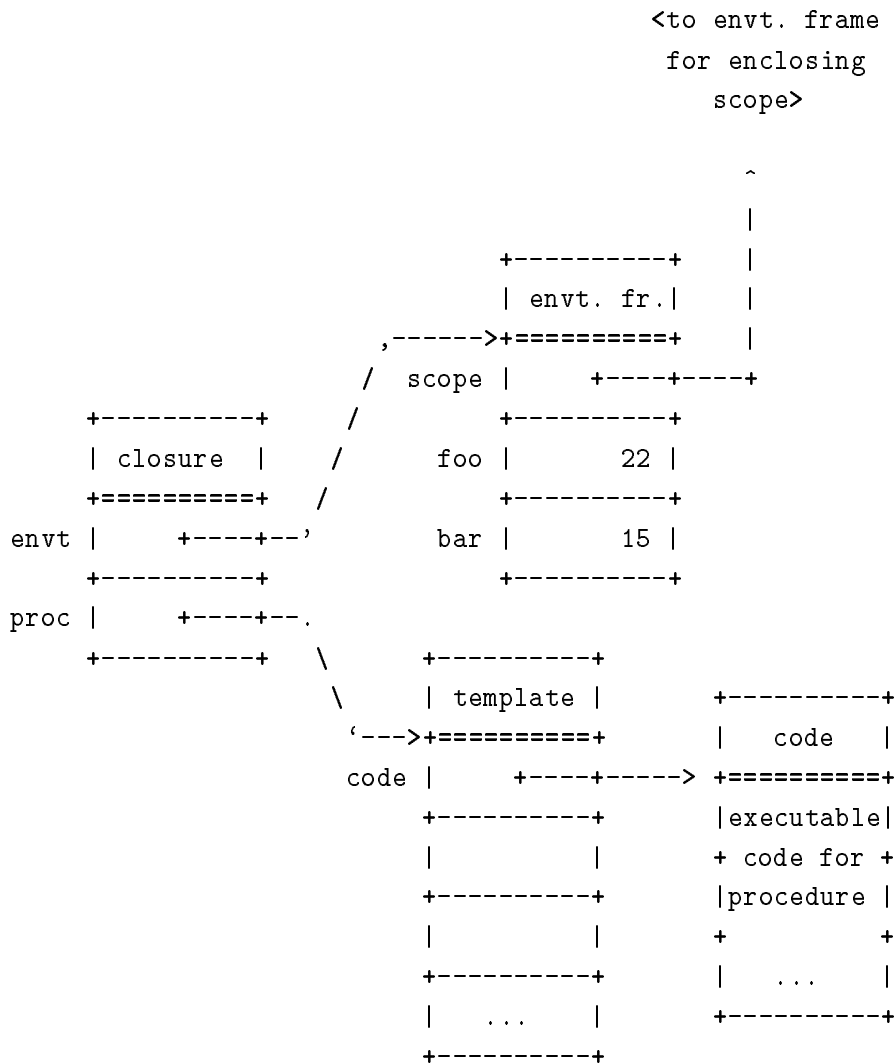 <to envt. frame
for enclosing
scope>
^
|
+----------+    |
| envt. fr.|    |
,------>+==========+    |
/  scope |     +----+----+
+----------+    /    +----------+
| closure  |   /  foo |       22 |
+==========+  /    +----------+
envt |     +----+--'    bar |       15 |
+----------+    +----------+
proc |     +----+--.
+----------+   \    +----------+
\    | template |    +----------+
`--->+==========+    |   code   |
code |     +----+-----> +==========+
+----------+    |executable|
|          |    + code for +
+----------+    |procedure |
|          |    +          +
+----------+    |   ...    |
|   ...    |    +----------+
+----------+